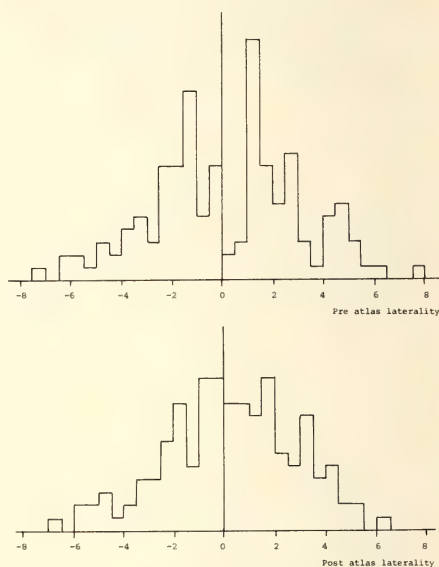 -8 -6 -4 -2 0 2 4 6 8
Pre atlas laterality
-8 -6 -4 -2 0 2 4 6 8
Post atlas laterality